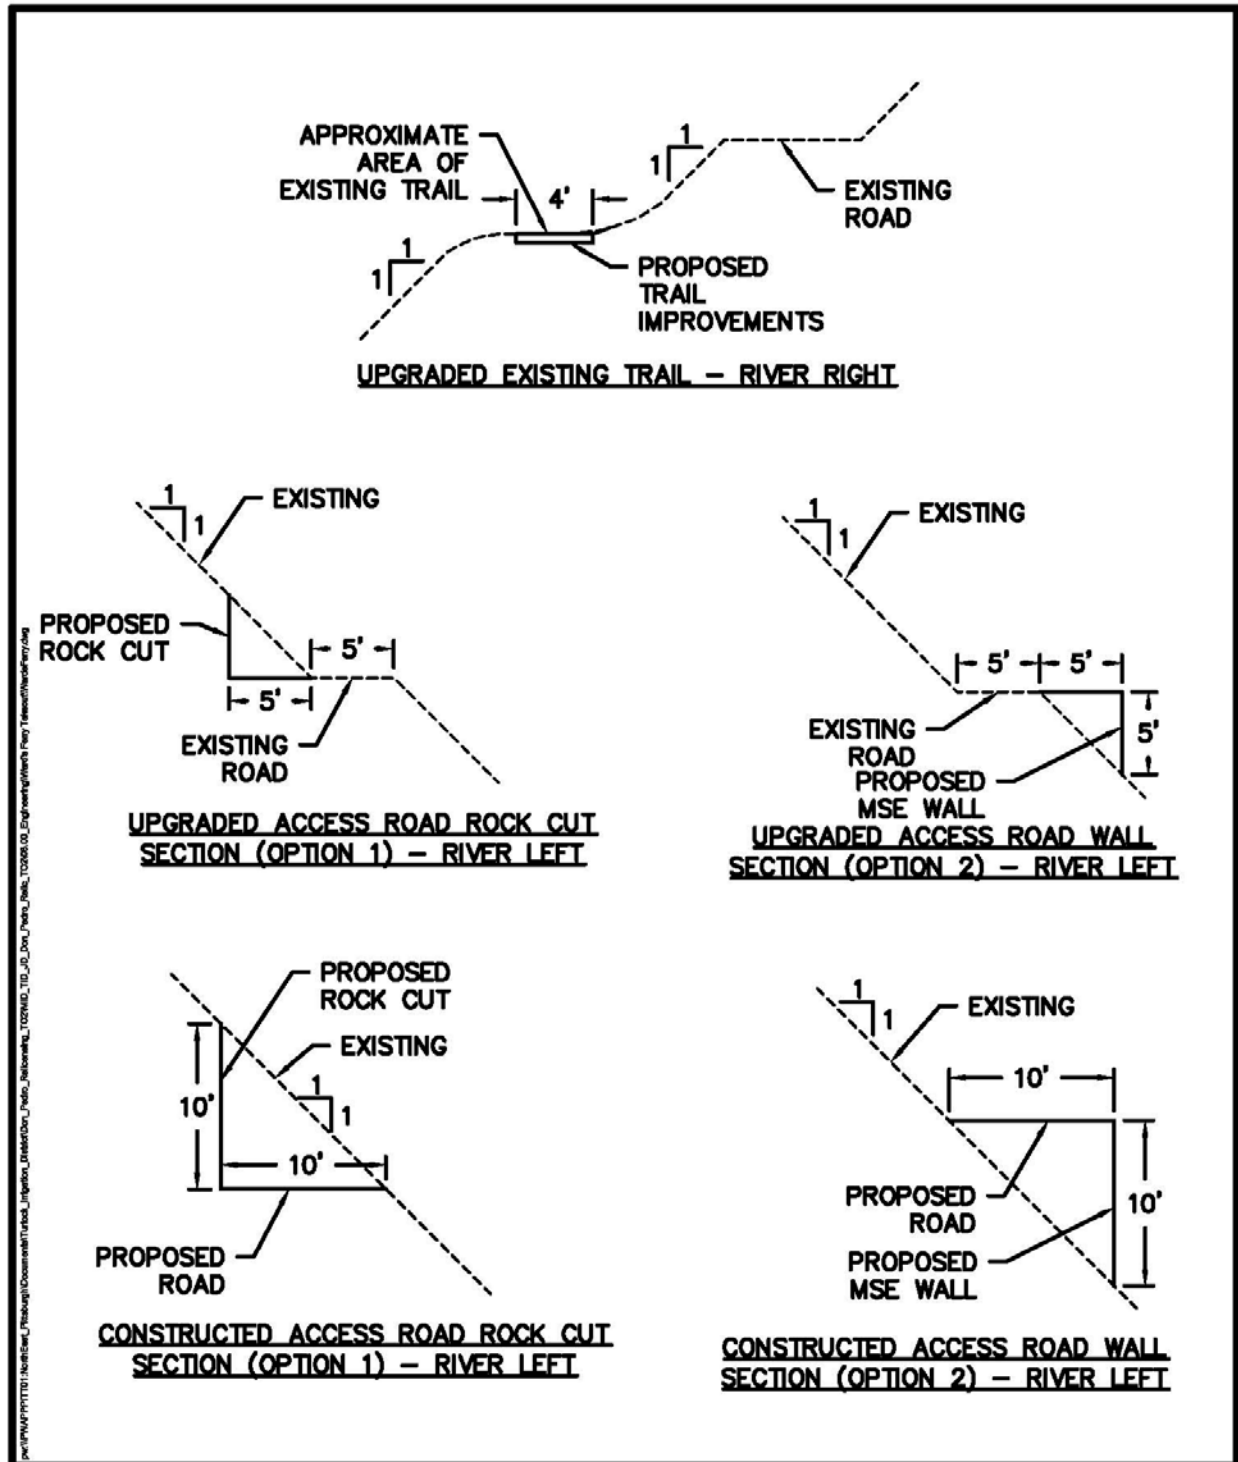 APPROXIMATE
AREA OF
EXISTING TRAIL
4'
1
1
EXISTING
ROAD
1
1
PROPOSED
TRAIL
IMPROVEMENTS
UPGRADED EXISTING TRAIL – RIVER RIGHT
1
1
EXISTING
PROPOSED
ROCK CUT
5'
5'
EXISTING
ROAD
UPGRADED ACCESS ROAD ROCK CUT
SECTION (OPTION 1) – RIVER LEFT
1
1
EXISTING
5'
5'
5'
EXISTING
ROAD
PROPOSED
MSE WALL
UPGRADED ACCESS ROAD WALL
SECTION (OPTION 2) – RIVER LEFT
PROPOSED
ROCK CUT
EXISTING
1
1
10'
10'
PROPOSED
ROAD
CONSTRUCTED ACCESS ROAD ROCK CUT
SECTION (OPTION 1) – RIVER LEFT
1
1
EXISTING
10'
10'
PROPOSED
ROAD
PROPOSED
MSE WALL
CONSTRUCTED ACCESS ROAD WALL
SECTION (OPTION 2) – RIVER LEFT